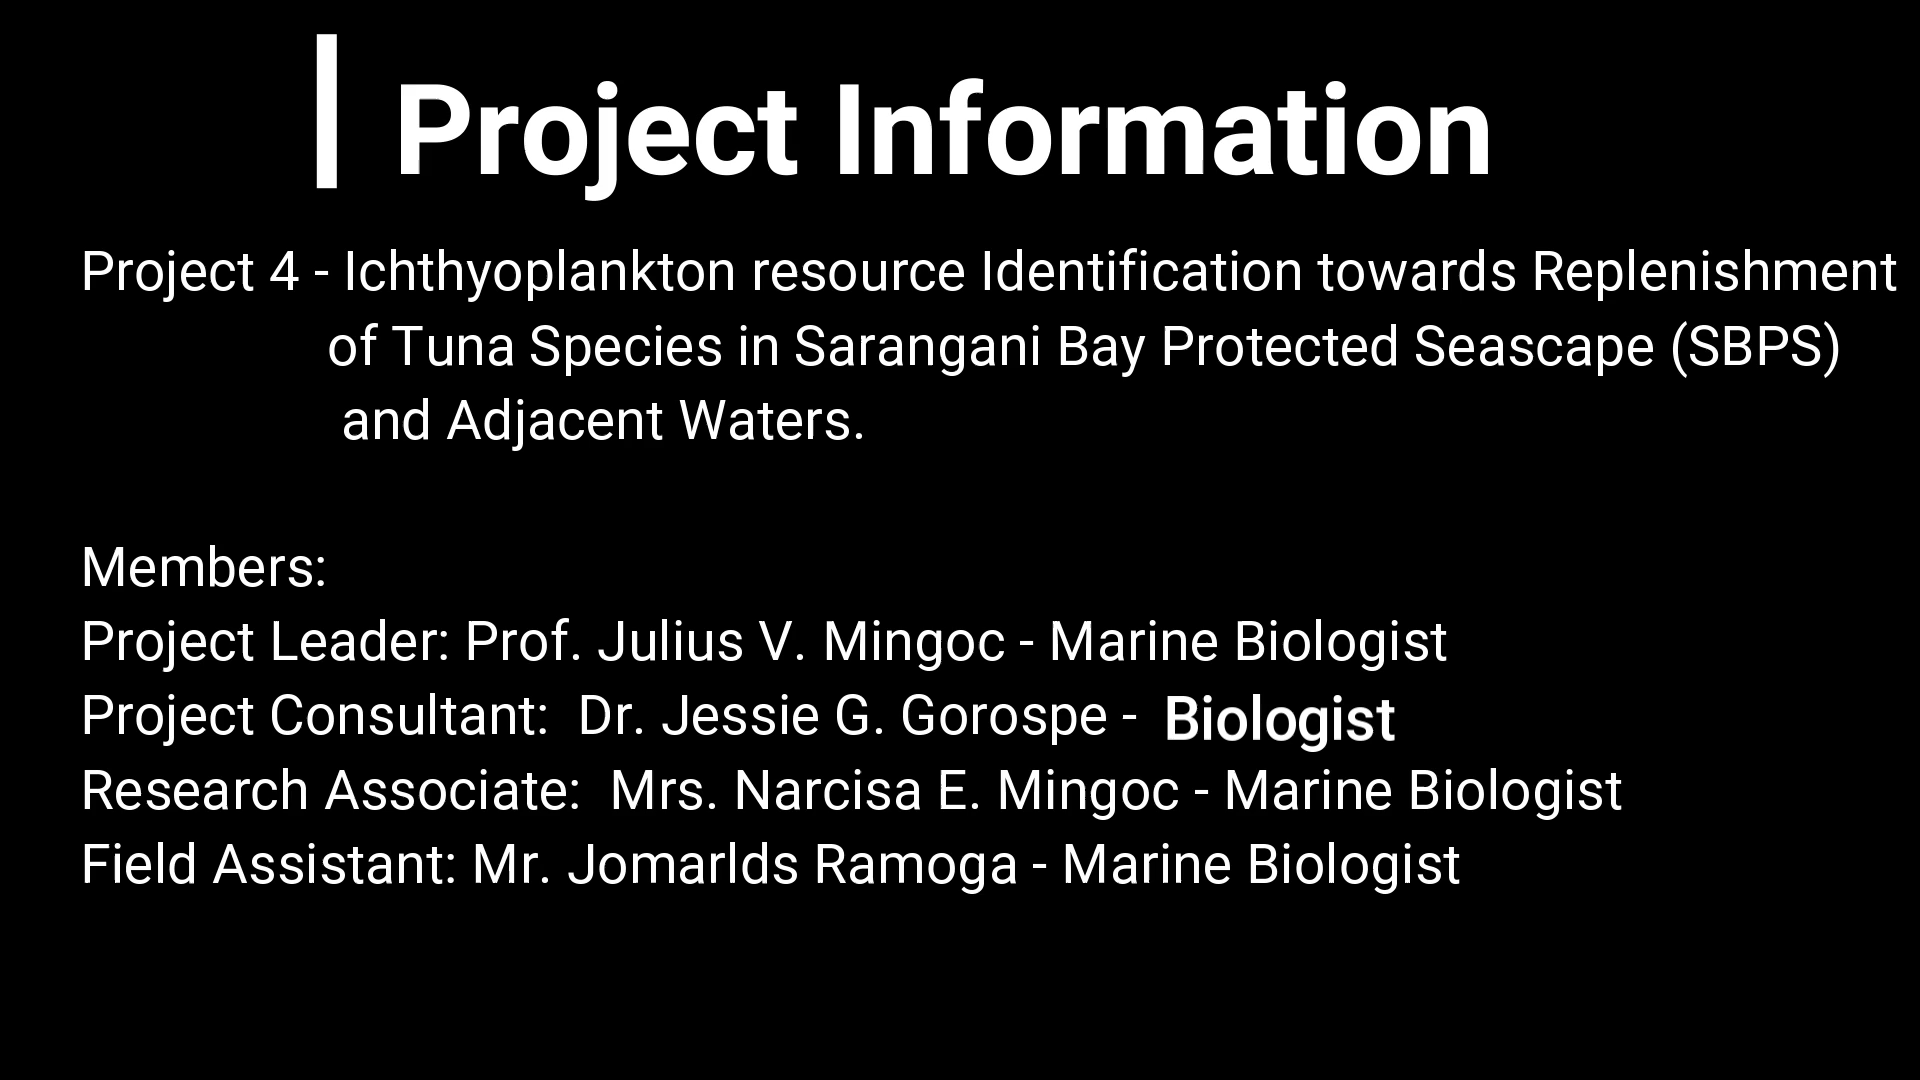 Project Information
Project 4 - Ichthyoplankton resource Identification towards Replenishment
of Tuna Species in Sarangani Bay Protected Seascape (SBPS)
and Adjacent Waters.
Members:
Project Leader: Prof. Julius V. Mingoc - Marine Biologist
Project Consultant: Dr. Jessie G. Gorospe - Biologist
Research Associate: Mrs. Narcisa E. Mingoc - Marine Biologist
Field Assistant: Mr. Jomarlds Ramoga - Marine Biologist